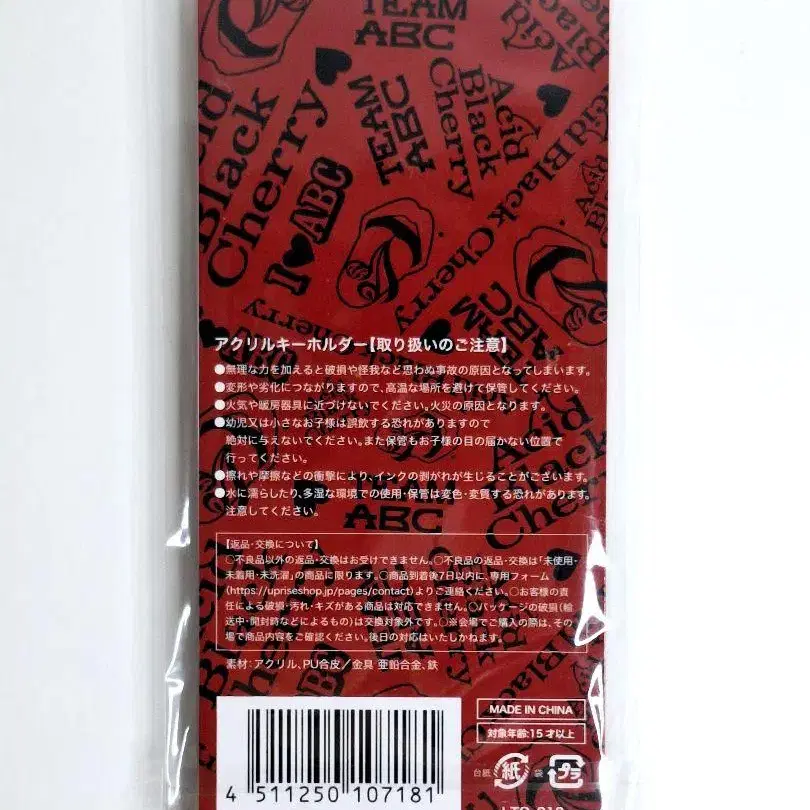 TEAM
ABC
Acid
Black
Cherry
TEAM
ABC
Acid
Black
Cherry
Acid Black Cherry
I ABC
TEAM
ABC
アクリルキーホルダー【取り扱いのご注意】
●無理な力を加えると破損や怪我など思わぬ事故の原因となってしまいます。
●変形や劣化につながりますので、高温な場所を避けて保管してください。
●火気や暖房器具に近づけないでください。火災の原因となります。
●幼児又は小さなお子様は誤飲する恐れがありますので
絶対に与えないでください。また保管もお子様の目の届かない位置で
行ってください。
●擦れや摩擦などの衝撃により、インクの剥がれが生じることがございます。
●水に濡らしたり、多湿な環境での使用・保管は変色・変質する恐れがあります。
注意してください。
Acid
Black
Cherry
TEAM
ABC
【返品・交換について】
○不良品以外の返品・交換はお受けできません。○不良品の返品・交換は「未使用・
未着用・未洗濯」の商品に限ります。○商品到着後7日以内に、専用フォーム
(https://upriseshop.jp/pages/contact)よりご連絡ください。○お客様の責
任による破損・汚れ・キズがある商品は対応できません。○パッケージの破損(輸
送中・開封時などによるもの)は交換対象外です。○※会場でご購入の際は、その
場で商品内容をご確認ください。後日の対応はいたしかねます。
素材：アクリル、PU合皮／金具 亜鉛合金、鉄
MADE IN CHINA
対象年齢:15才以上
台紙 紙 袋 プラ
4 511250 107181